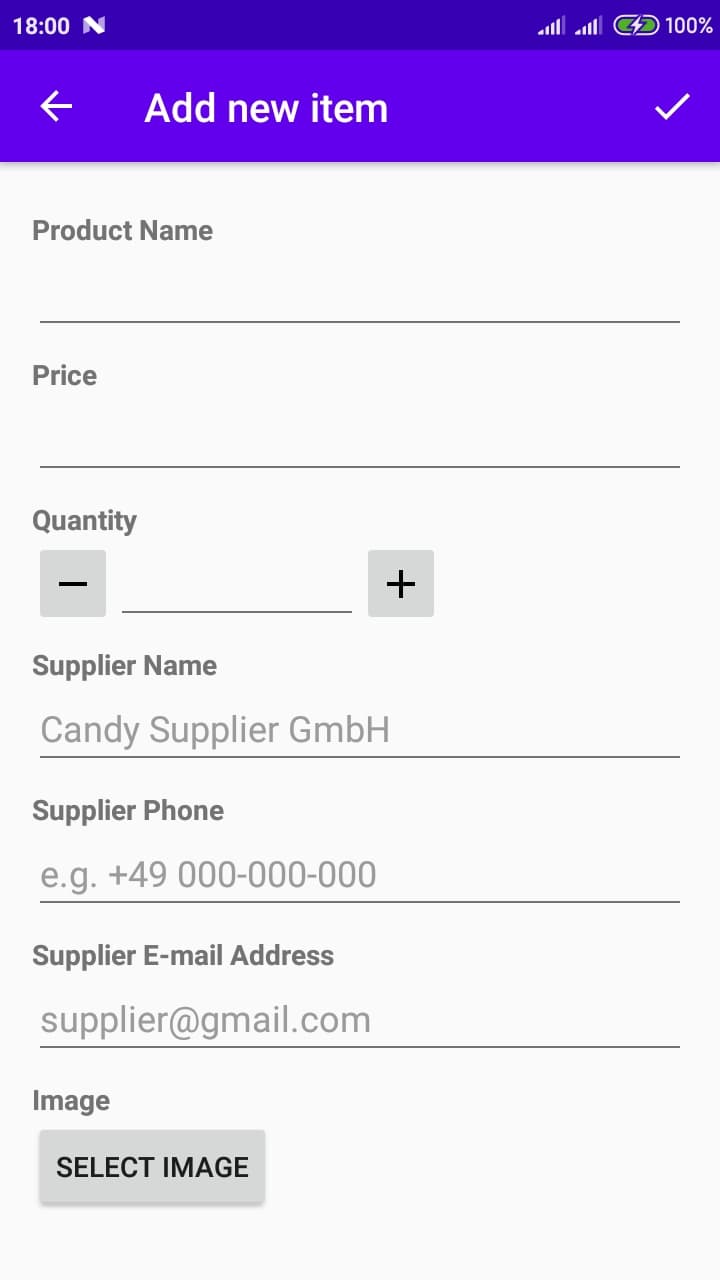 18:00 100%
Add new item
Product Name
Price
Quantity
Supplier Name
Candy Supplier GmbH
Supplier Phone
e.g. +49 000-000-000
Supplier E-mail Address
supplier@gmail.com
Image
SELECT IMAGE